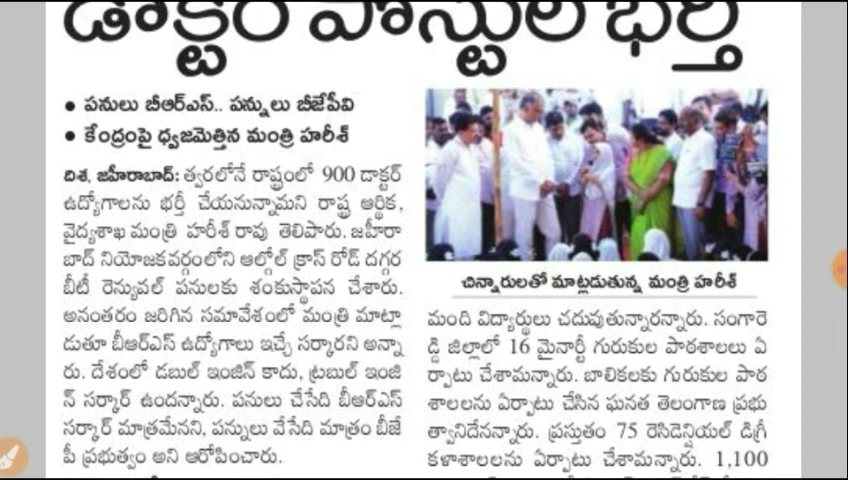 డాక్టర్ పోస్టుల భర్తీ
• పనులు బీఆర్ఎస్.. పన్నులు బీజేపీవి
• కేంద్రంపై ధ్వజమెత్తిన మంత్రి హరీశ్
దిశ, జహీరాబాద్: త్వరలోనే రాష్ట్రంలో 900 డాక్టర్
ఉద్యోగాలను భర్తీ చేయనున్నామని రాష్ట్ర ఆర్థిక,
వైద్యశాఖ మంత్రి హరీశ్ రావు తెలిపారు. జహీరా
బాద్ నియోజకవర్గంలోని ఆల్గోల్ క్రాస్ రోడ్ దగ్గర
బీటీ రెన్యువల్ పనులకు శంకుస్థాపన చేశారు.
అనంతరం జరిగిన సమావేశంలో మంత్రి మాట్లా
డుతూ బీఆర్ఎస్ ఉద్యోగాలు ఇచ్చే సర్కారని అన్నా
రు. దేశంలో డబుల్ ఇంజిన్ కాదు, ట్రబుల్ ఇంజి
న్ సర్కార్ ఉందన్నారు. పనులు చేసేది బీఆర్ఎస్
సర్కార్ మాత్రమేనని, పన్నులు వేసేది మాత్రం బీజే
పీ ప్రభుత్వం అని ఆరోపించారు.
చిన్నారులతో మాట్లడుతున్న మంత్రి హరీశ్
మంది విద్యార్థులు చదువుతున్నారన్నారు. సంగారె
డ్డి జిల్లాలో 16 మైనార్టీ గురుకుల పాఠశాలలు ఏ
ర్పాటు చేశామన్నారు. బాలికలకు గురుకుల పాఠ
శాలలను ఏర్పాటు చేసిన ఘనత తెలంగాణ ప్రభు
త్వానిదేనన్నారు. ప్రస్తుతం 75 రెసిడెన్షియల్ డిగ్రీ
కళాశాలలను ఏర్పాటు చేశామన్నారు. 1,100